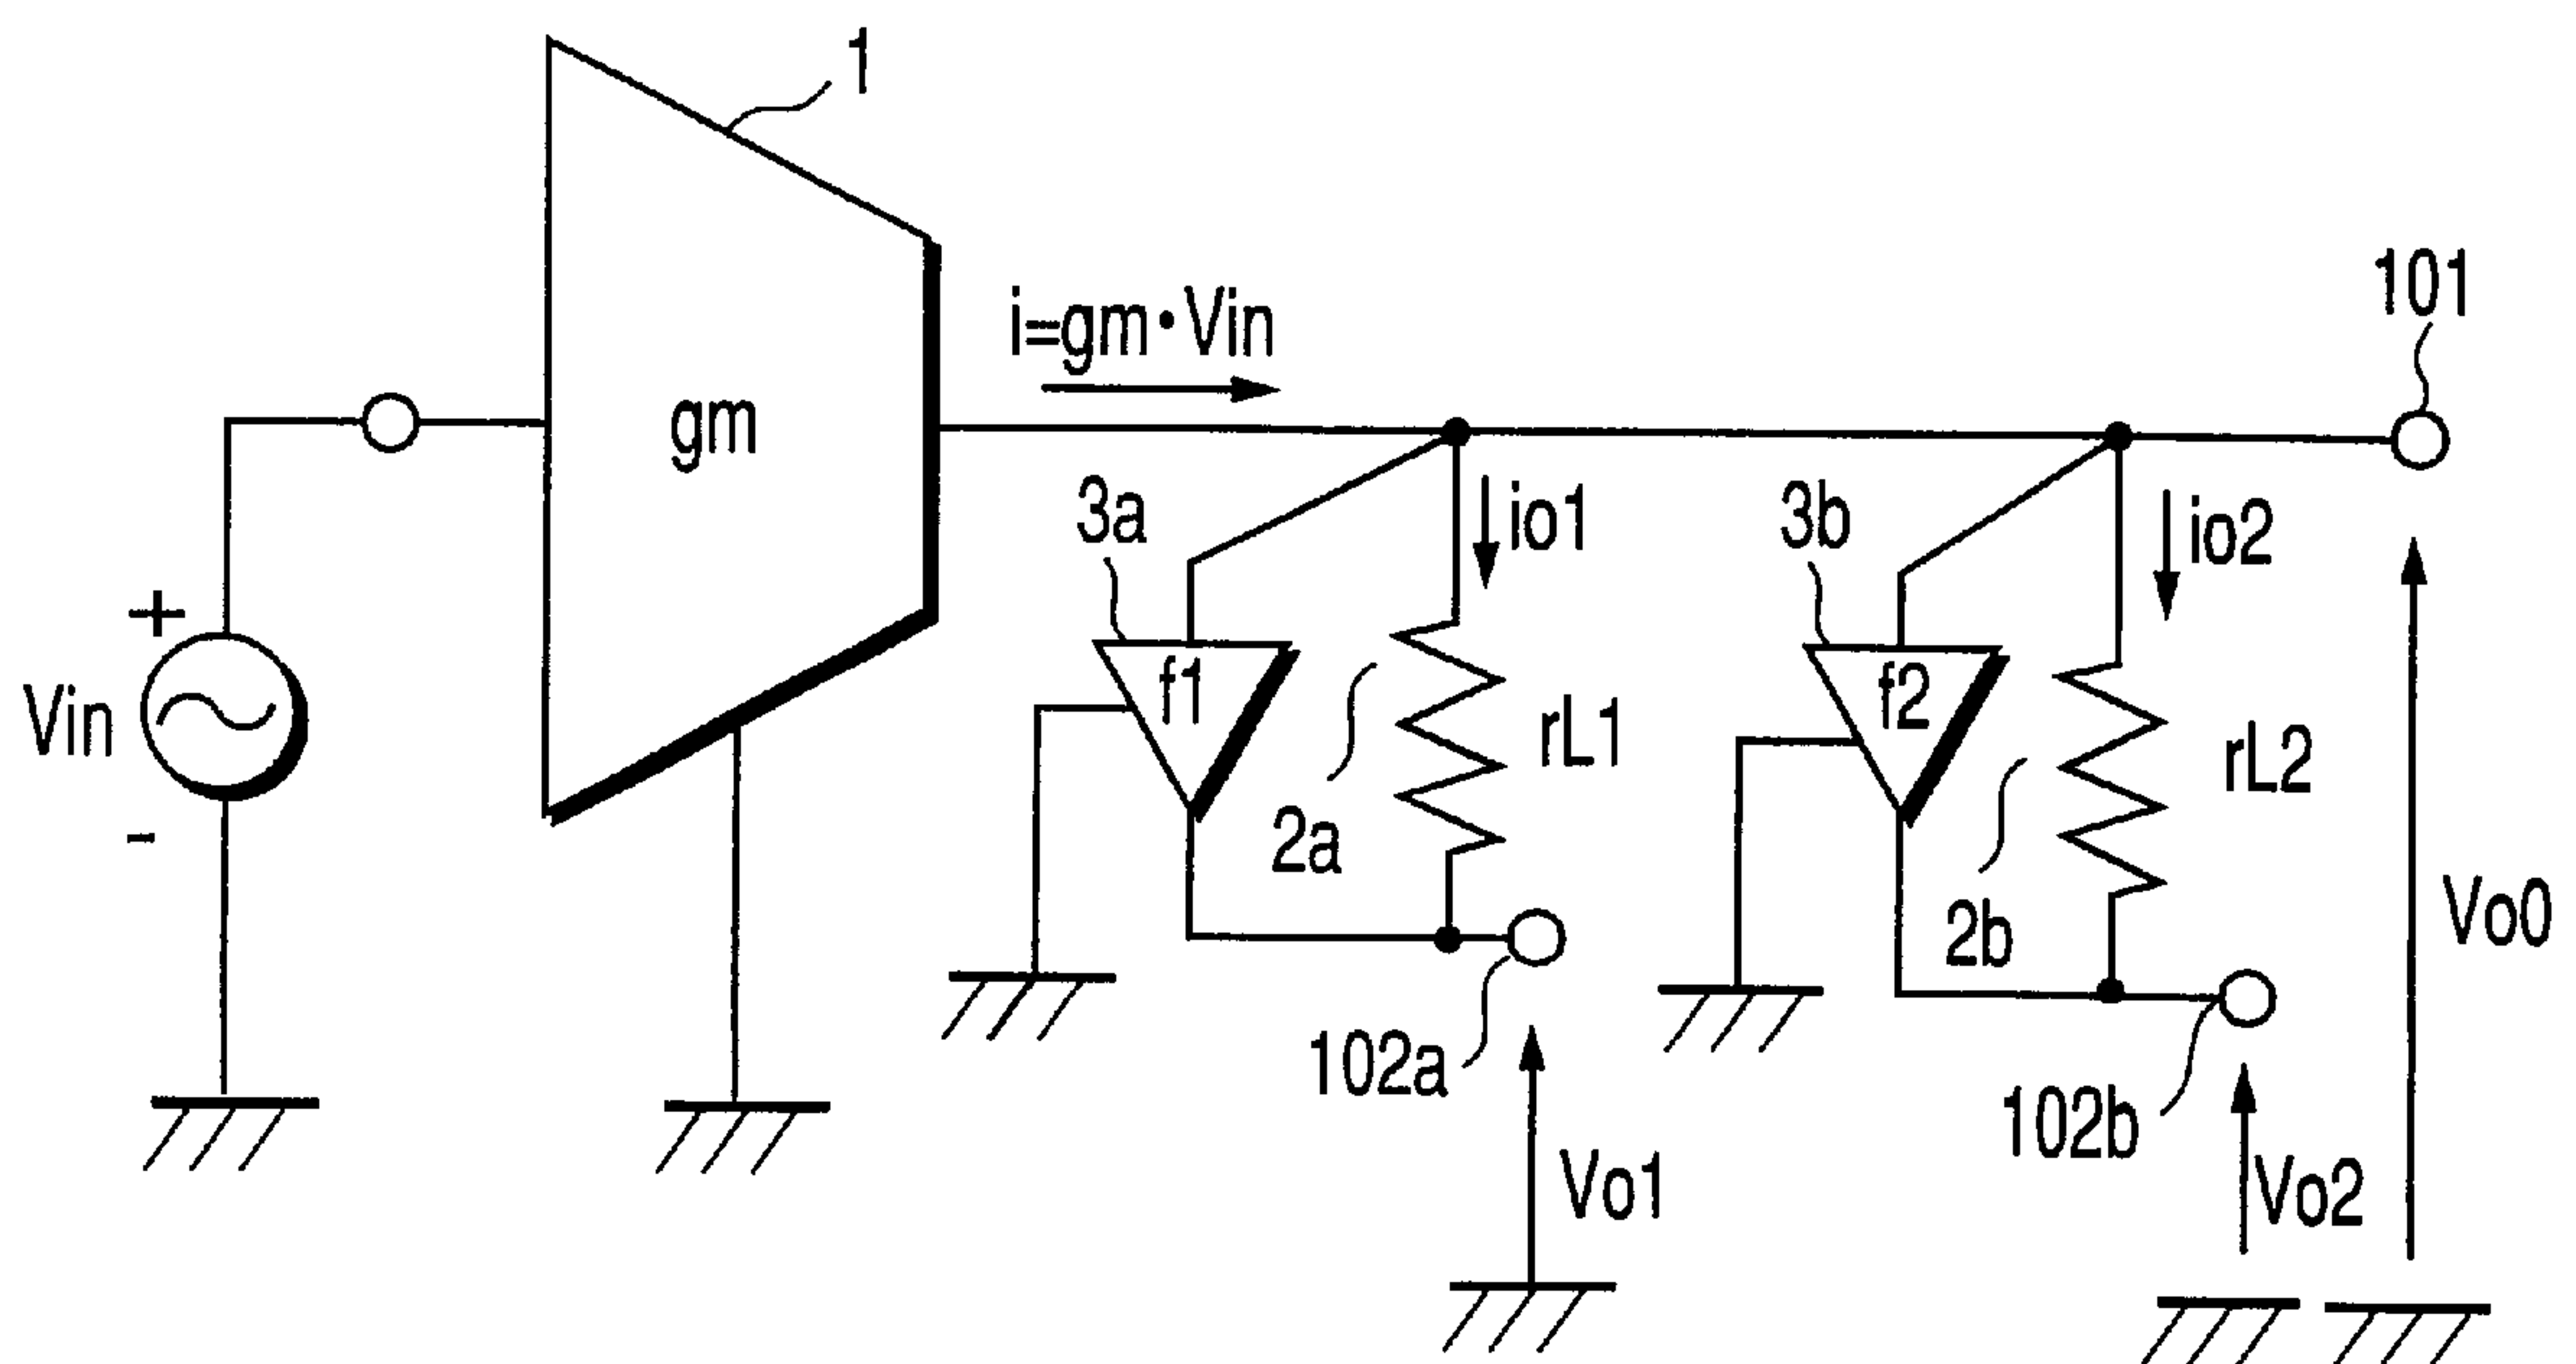 1
101
i=gm·Vin
gm
3a
io1
3b
io2
+
f1
f2
Vin
rL1
rL2
-
2a
2b
Vo0
102a
102b
Vo1
Vo2